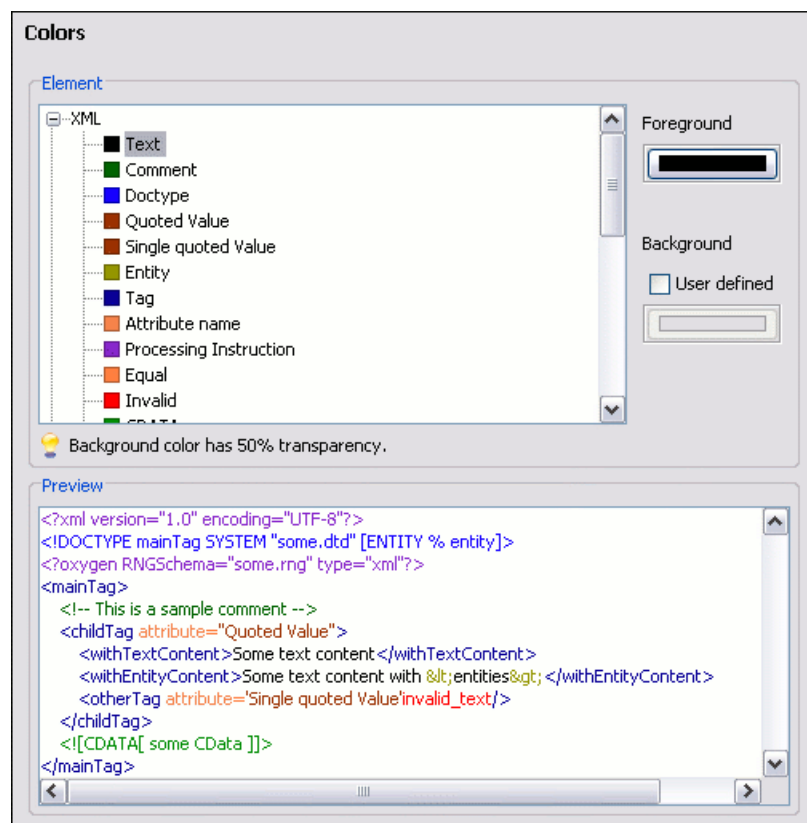 Colors
Element
XML
Text
Comment
Doctype
Quoted Value
Single quoted Value
Entity
Tag
Attribute name
Processing Instruction
Equal
Invalid
CDATA
Foreground
Background
User defined
Background color has 50% transparency.
Preview
<?xml version="1.0" encoding="UTF-8"?>
<!DOCTYPE mainTag SYSTEM "some.dtd" [ENTITY % entity]>
<?oxygen RNGSchema="some.rng" type="xml"?>
<mainTag>
<!-- This is a sample comment -->
<childTag attribute="Quoted Value">
<withTextContent>Some text content</withTextContent>
<withEntityContent>Some text content with &lt;entities&gt; </withEntityContent>
<otherTag attribute='Single quoted Value'invalid_text/>
</childTag>
<![CDATA[ some CData ]]>
</mainTag>